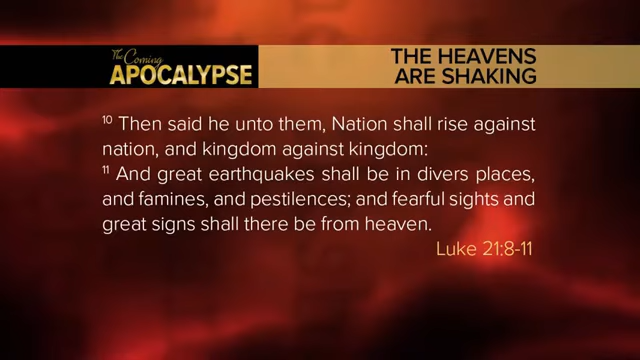 The Coming
APOCALYPSE
THE HEAVENS
ARE SHAKING
10 Then said he unto them, Nation shall rise against
nation, and kingdom against kingdom:
11 And great earthquakes shall be in divers places,
and famines, and pestilences; and fearful sights and
great signs shall there be from heaven.
Luke 21:8-11